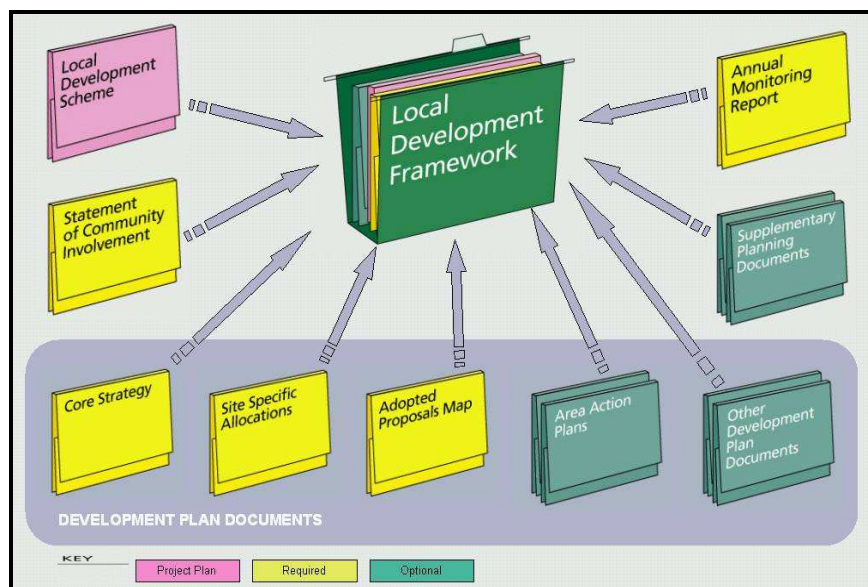 Local
Development
Scheme
Local
Development
Framework
Annual
Monitoring
Report
Statement
of Community
Involvement
Supplementary
Planning
Documents
Core Strategy
Site Specific
Allocations
Adopted
Proposals Map
Area Action
Plans
Other
Development
Plan
Documents
DEVELOPMENT PLAN DOCUMENTS
KEY
Project Plan
Required
Optional